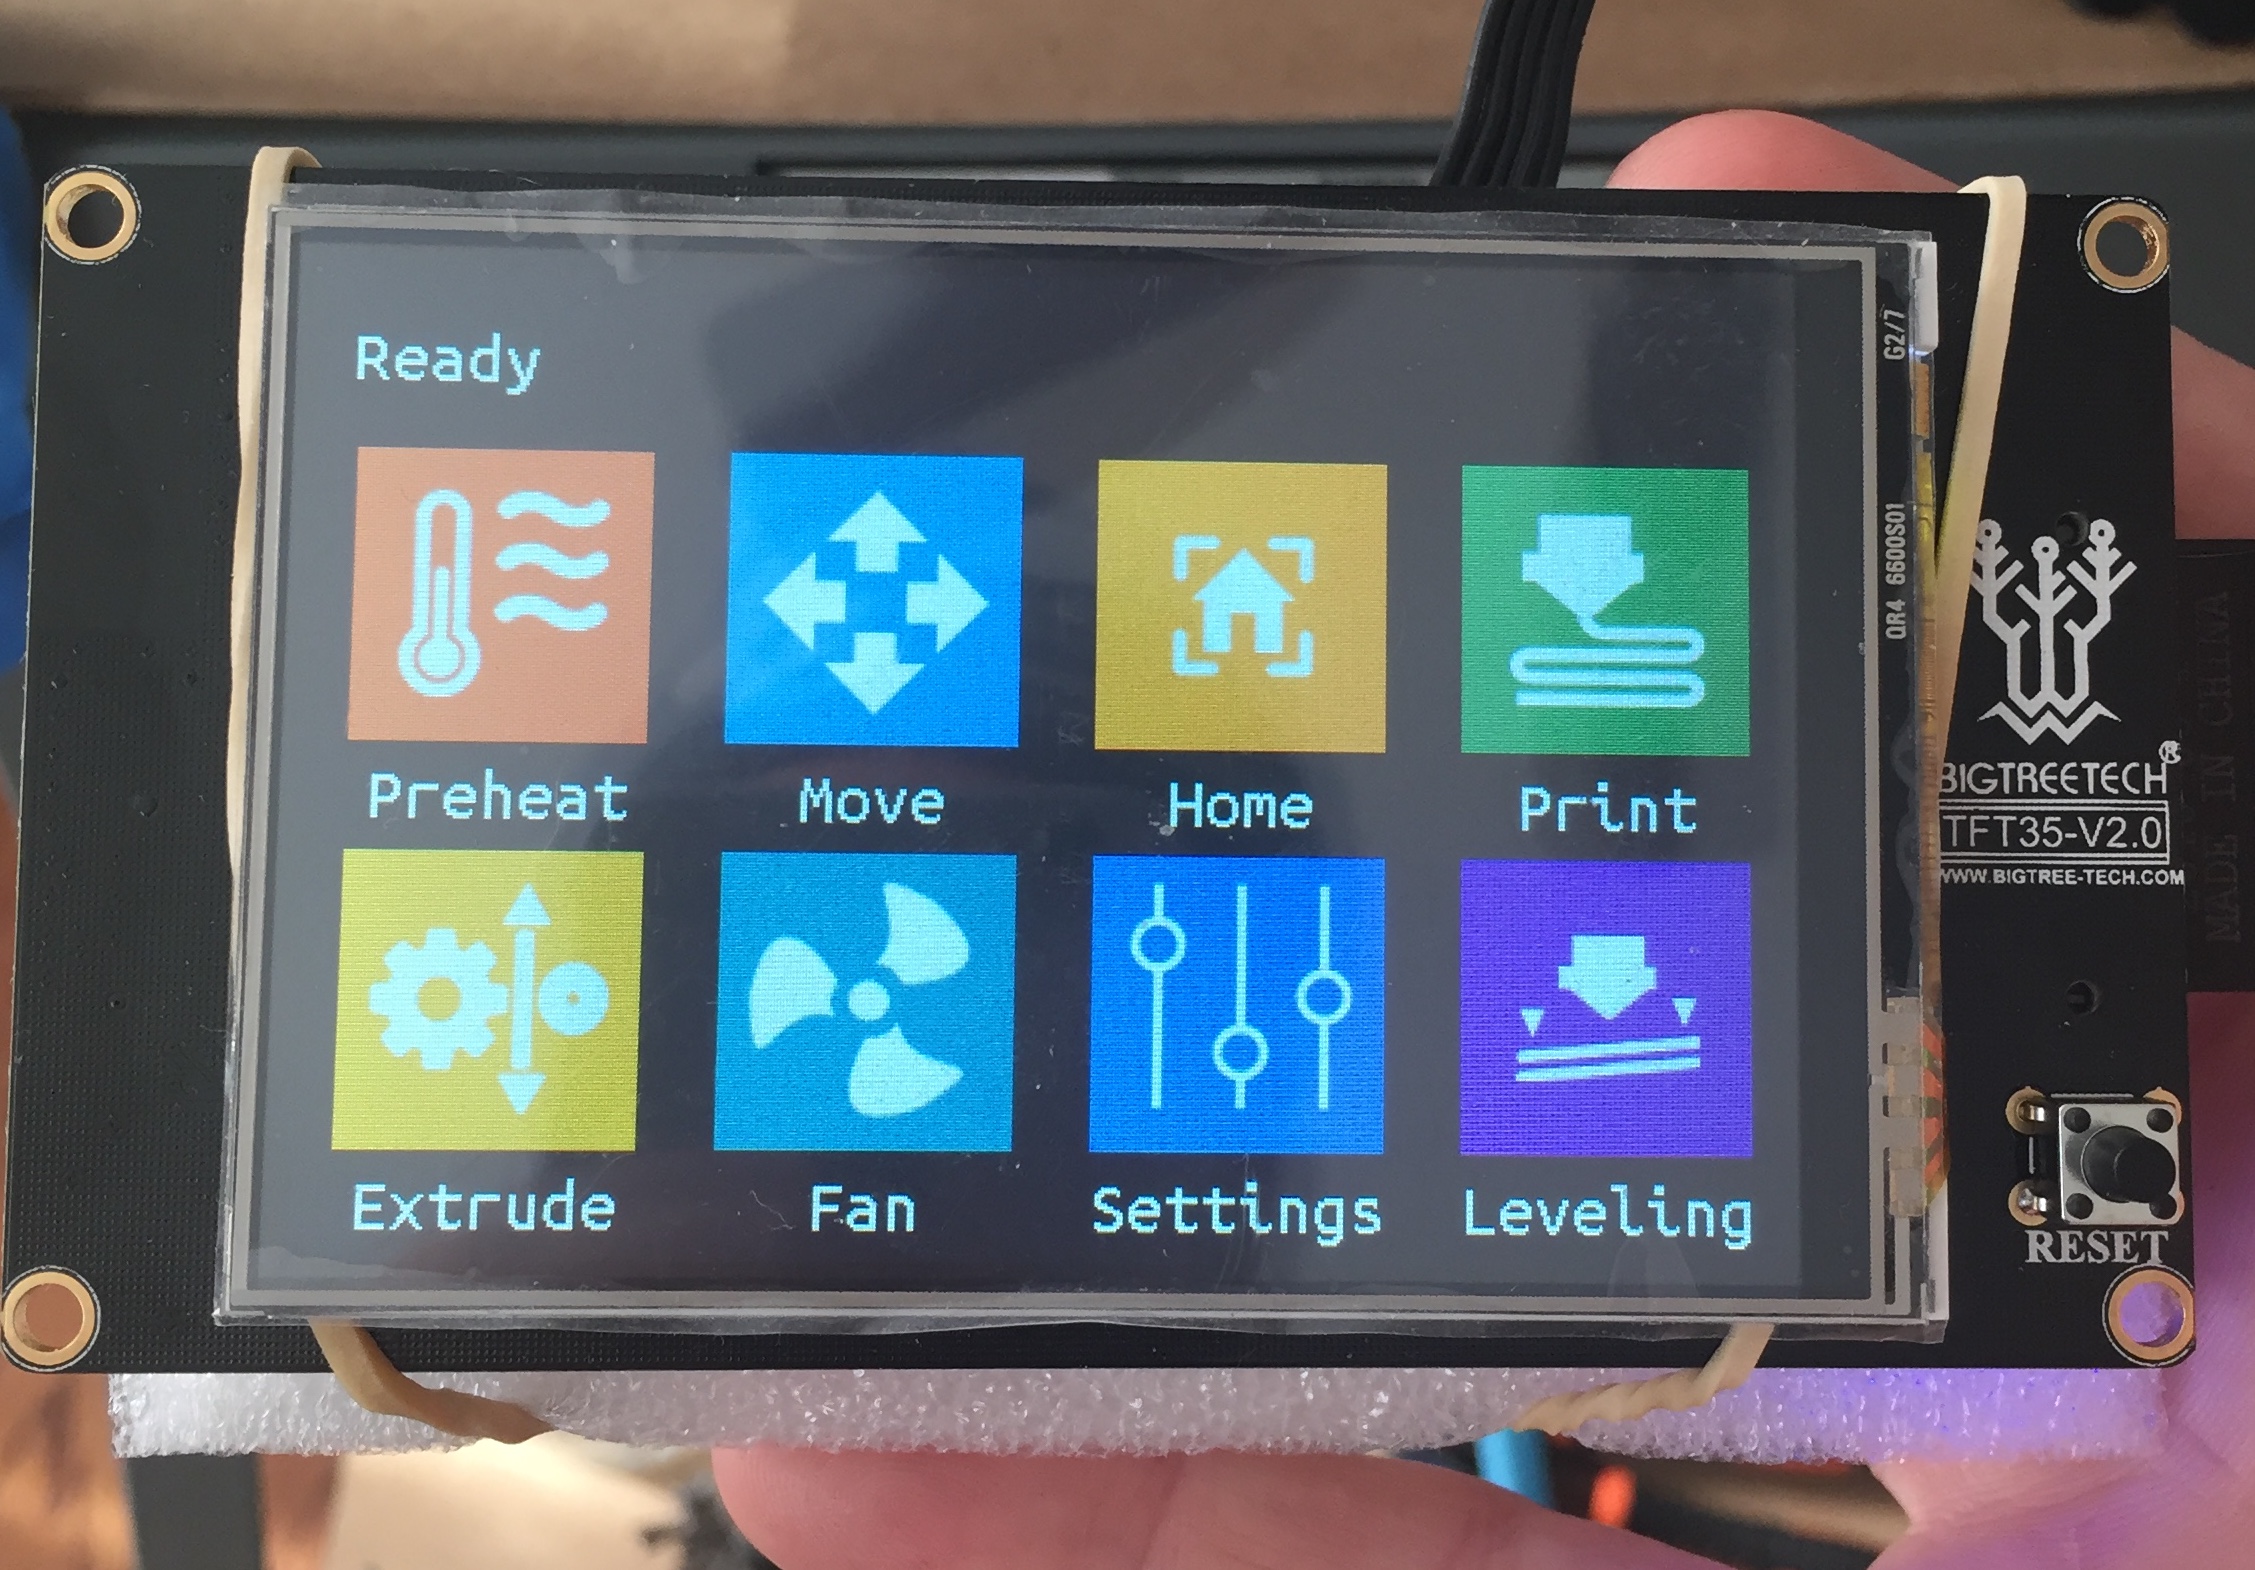 Ready
Preheat
Move
Home
Print
Extrude
Fan
Settings
Leveling
G2/7
QR4 6600S01
BIGTREETECH®
TFT35-V2.0
WWW.BIGTREE-TECH.COM
MADE IN CHINA
RESET